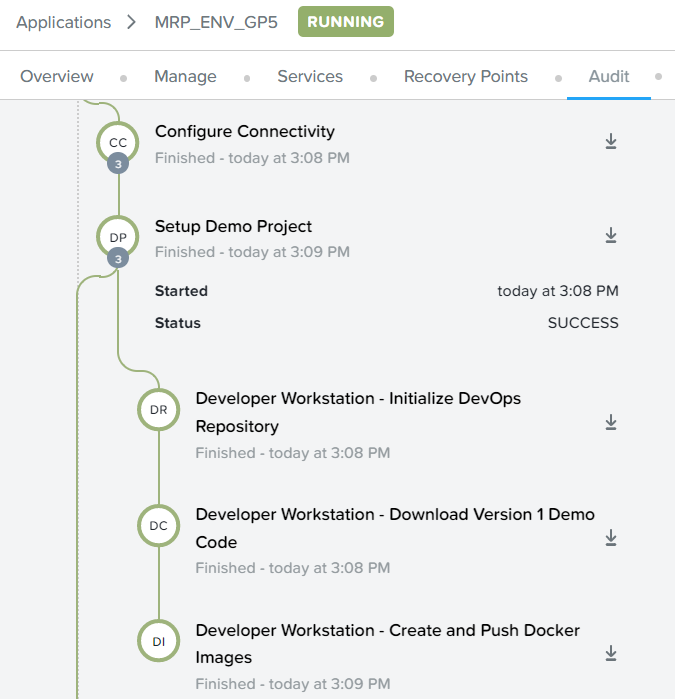 Applications > MRP_ENV_GP5 RUNNING
Overview Manage Services Recovery Points Audit
CC Configure Connectivity
3 Finished - today at 3:08 PM
DP Setup Demo Project
3 Finished - today at 3:09 PM
Started today at 3:08 PM
Status SUCCESS
DR Developer Workstation - Initialize DevOps
Repository
Finished - today at 3:08 PM
DC Developer Workstation - Download Version 1 Demo
Code
Finished - today at 3:08 PM
DI Developer Workstation - Create and Push Docker
Images
Finished - today at 3:09 PM